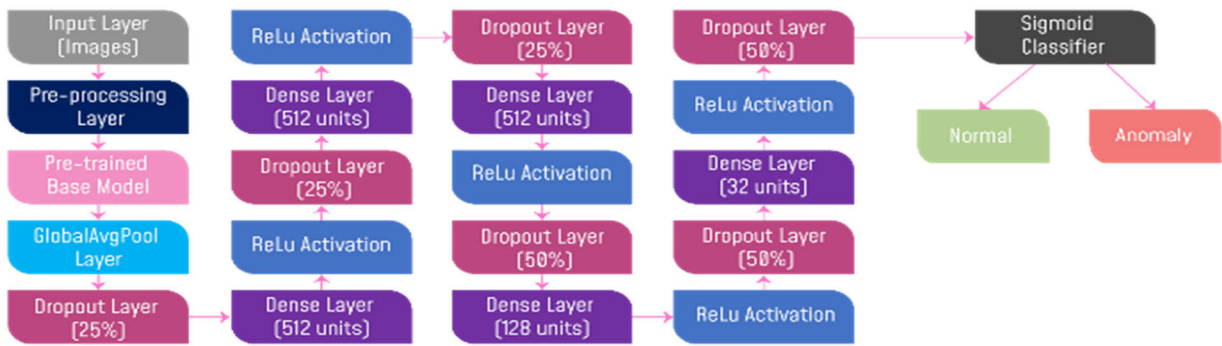 Input Layer
(Images)
Pre-processing
Layer
Pre-trained
Base Model
GlobalAvgPool
Layer
Dropout Layer
(25%)
Dense Layer
(512 units)
ReLu Activation
Dropout Layer
(25%)
Dense Layer
(512 units)
ReLu Activation
Dropout Layer
(25%)
Dense Layer
(512 units)
ReLu Activation
Dropout Layer
(50%)
Dense Layer
(128 units)
ReLu Activation
Dropout Layer
(50%)
Dense Layer
(32 units)
ReLu Activation
Dropout Layer
(50%)
Sigmoid
Classifier
Normal
Anomaly